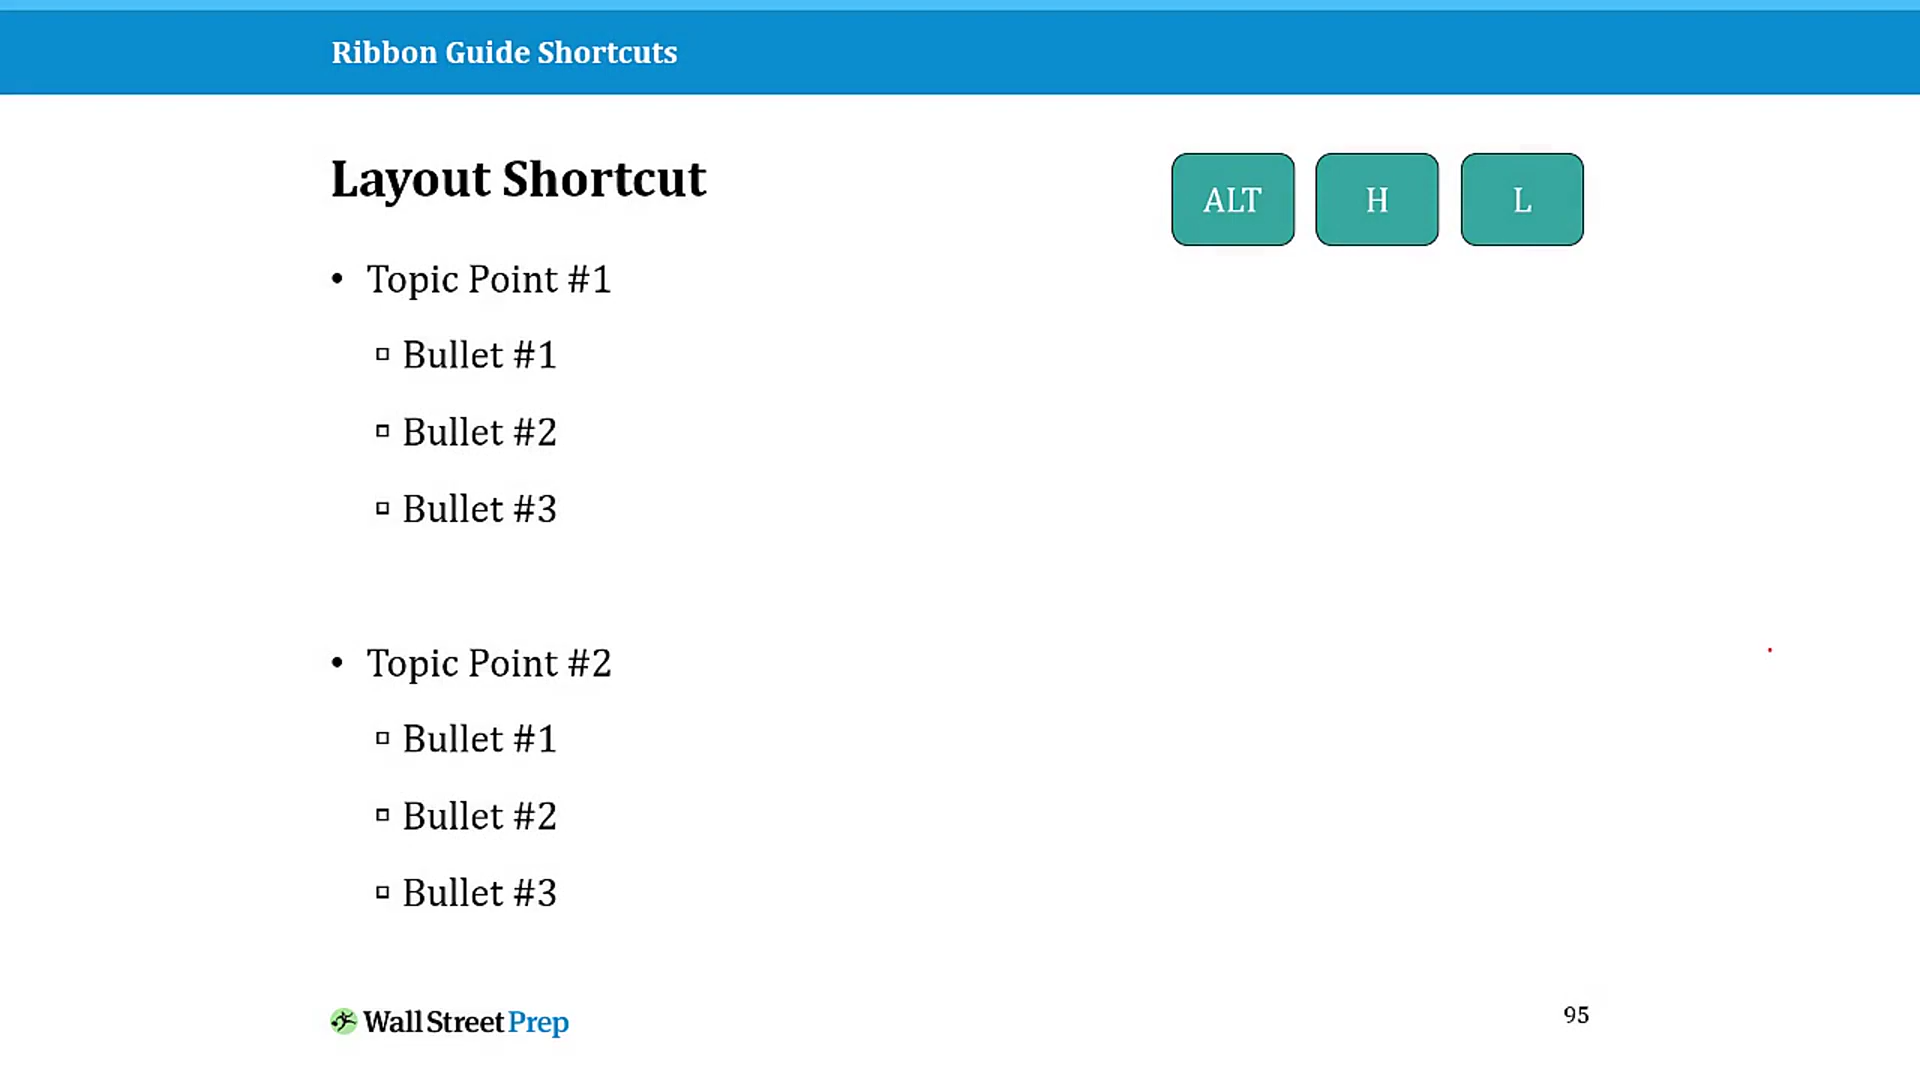 Ribbon Guide Shortcuts
Layout Shortcut
ALT H L
• Topic Point #1
▫ Bullet #1
▫ Bullet #2
▫ Bullet #3
• Topic Point #2
▫ Bullet #1
▫ Bullet #2
▫ Bullet #3
Wall Street Prep
95